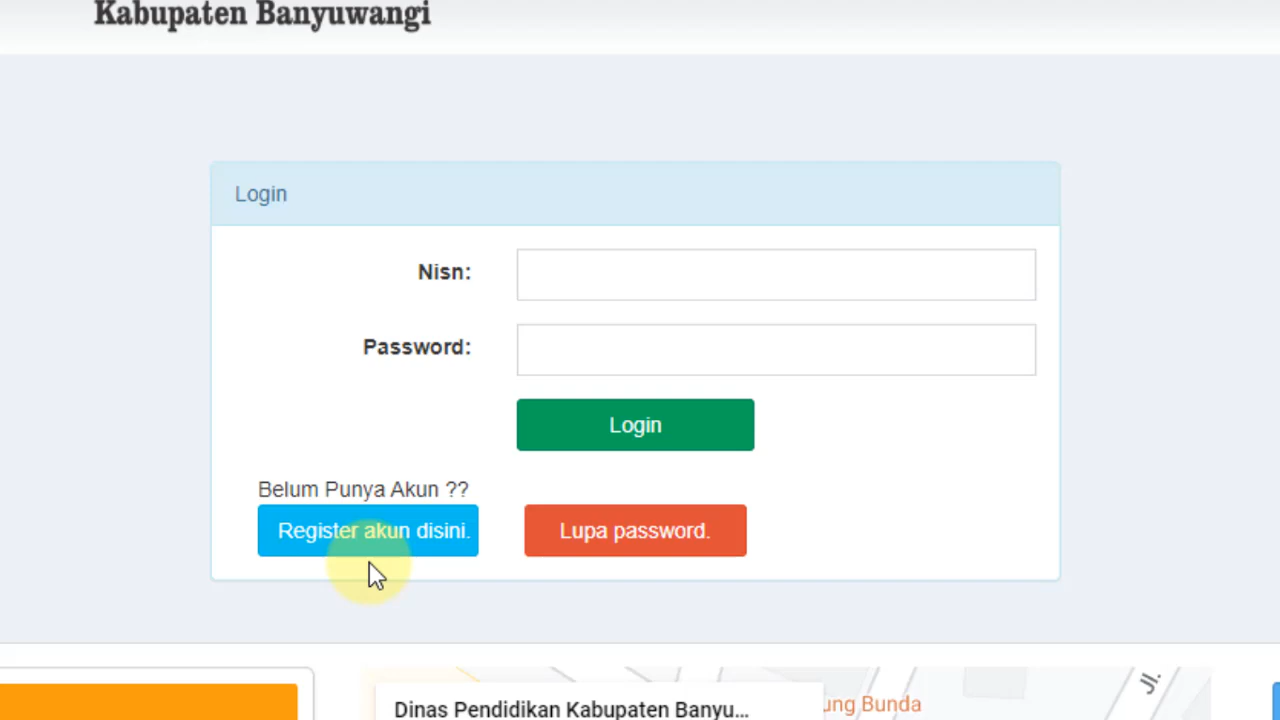 Kabupaten Banyuwangi
Login
Nisn:
Password:
Login
Belum Punya Akun ??
Register akun disini.
Lupa password.
Dinas Pendidikan Kabupaten Banyu...
ung Bunda
Jl.